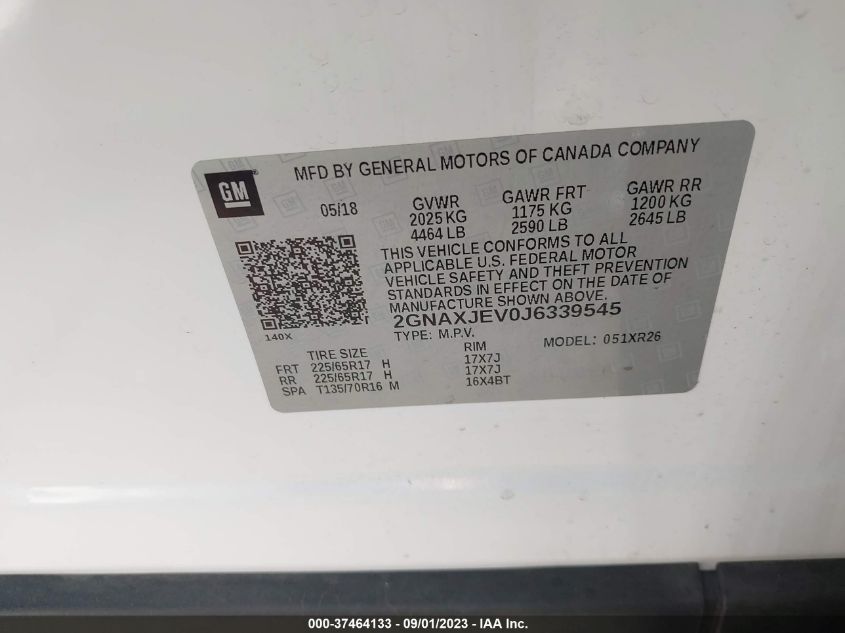 MFD BY GENERAL MOTORS OF CANADA COMPANY
GM
05/18
GVWR GAWR FRT GAWR RR
2025 KG 1175 KG 1200 KG
4464 LB 2590 LB 2645 LB
THIS VEHICLE CONFORMS TO ALL
APPLICABLE U.S. FEDERAL MOTOR
VEHICLE SAFETY AND THEFT PREVENTION
STANDARDS IN EFFECT ON THE DATE OF
MANUFACTURE SHOWN ABOVE.
2GNAXJEV0J6339545
140X
TYPE: M.P.V. MODEL: 051XR26
TIRE SIZE RIM
FRT 225/65R17 H 17X7J
RR 225/65R17 H 17X7J
SPA T135/70R16 M 16X4BT
000-37464133 - 09/01/2023 - IAA Inc.